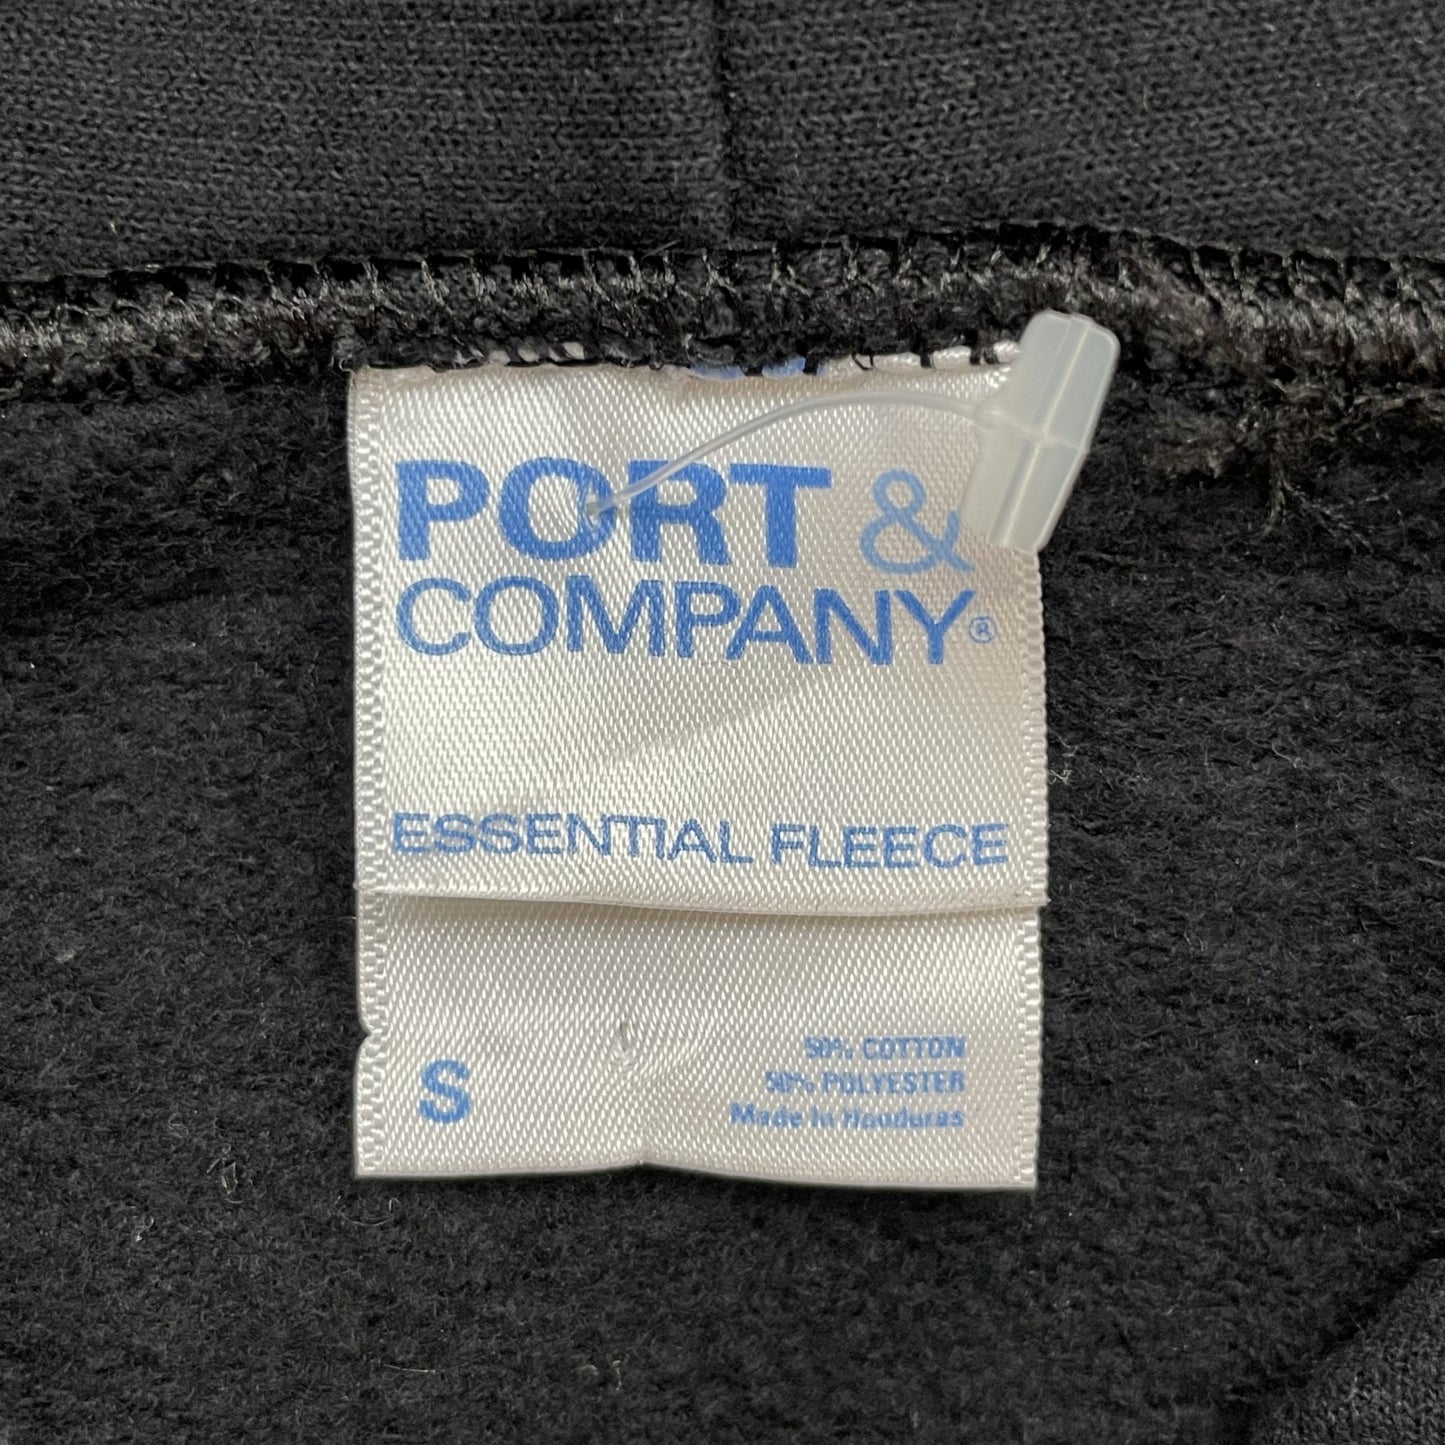 PORT &
COMPANY®
ESSENTIAL FLEECE
S
50% COTTON
50% POLYESTER
Made In Honduras